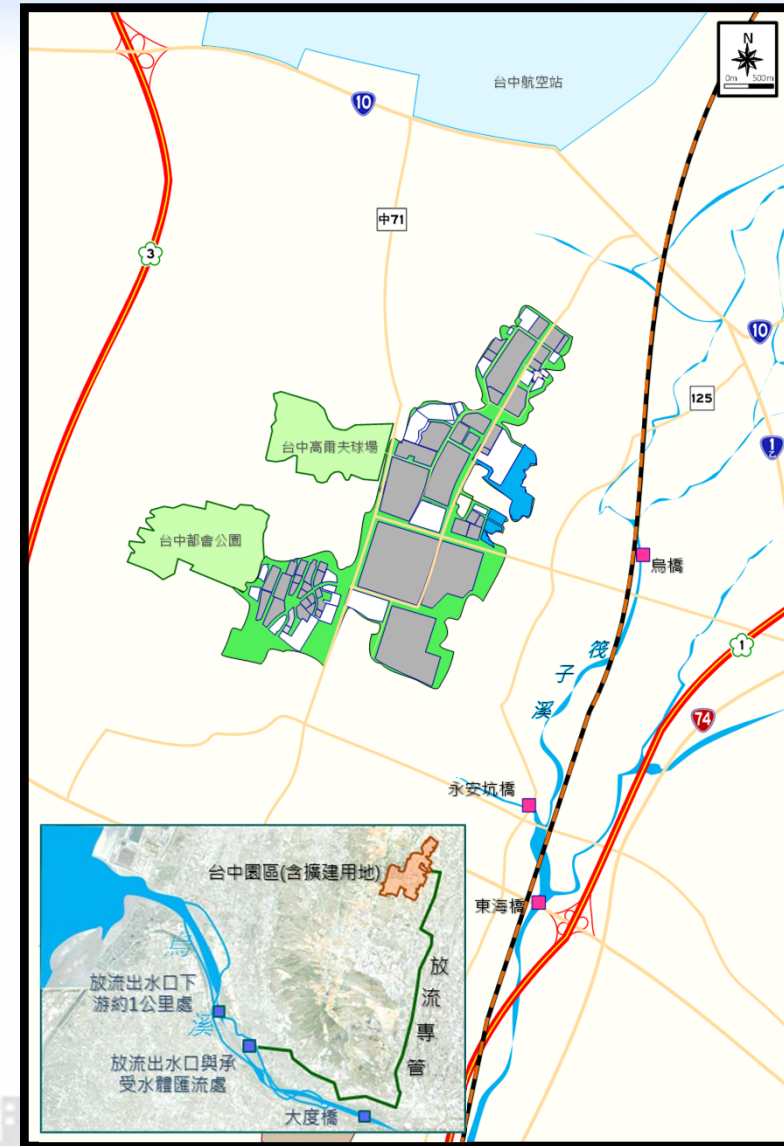 N
0m 500m
台中航空站
10
中71
3
10
125
1乙
台中高爾夫球場
台中都會公園
烏橋
1
筏子溪
74
永安坑橋
東海橋
台中園區(含擴建用地)
烏溪
放流專管
放流出水口下
游約1公里處
放流出水口與承
受水體匯流處
大度橋